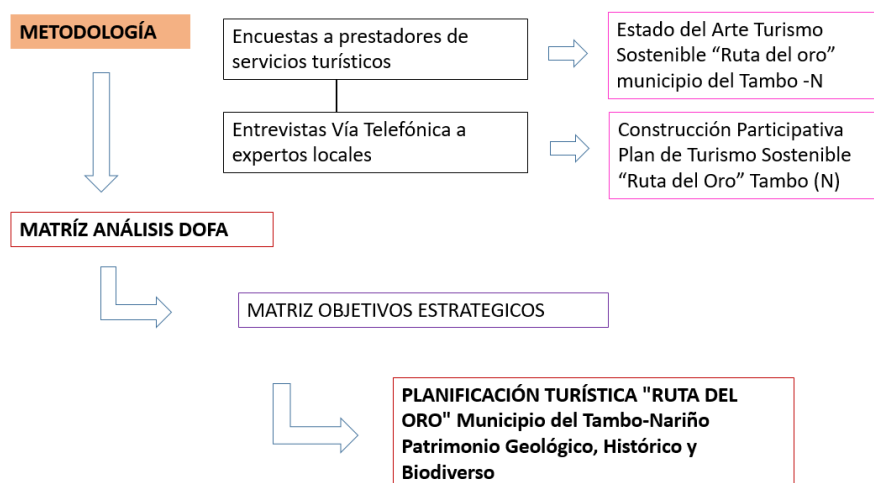 METODOLOGÍA
Encuestas a prestadores de
servicios turísticos
Estado del Arte Turismo
Sostenible “Ruta del oro”
municipio del Tambo -N
Entrevistas Vía Telefónica a
expertos locales
Construcción Participativa
Plan de Turismo Sostenible
“Ruta del Oro” Tambo (N)
MATRÍZ ANÁLISIS DOFA
MATRIZ OBJETIVOS ESTRATEGICOS
PLANIFICACIÓN TURÍSTICA "RUTA DEL
ORO" Municipio del Tambo-Nariño
Patrimonio Geológico, Histórico y
Biodiverso